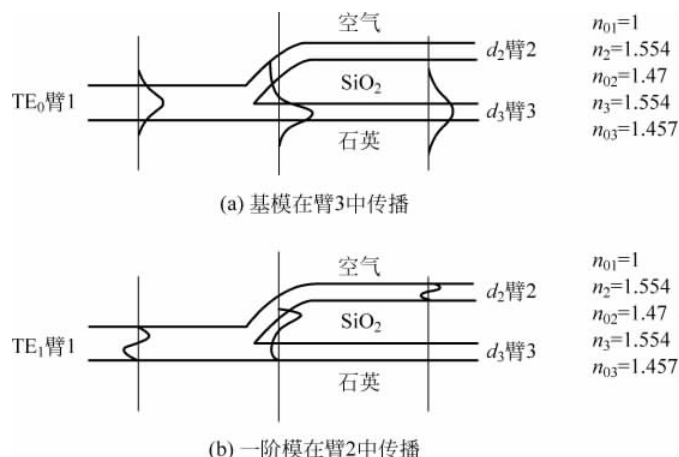 空气
n01=1
d2臂2
n2=1.554
TE0臂1
SiO2
n02=1.47
d3臂3
n3=1.554
石英
n03=1.457
(a) 基模在臂3中传播
空气
n01=1
d2臂2
n2=1.554
TE1臂1
SiO2
n02=1.47
d3臂3
n3=1.554
石英
n03=1.457
(b) 一阶模在臂2中传播